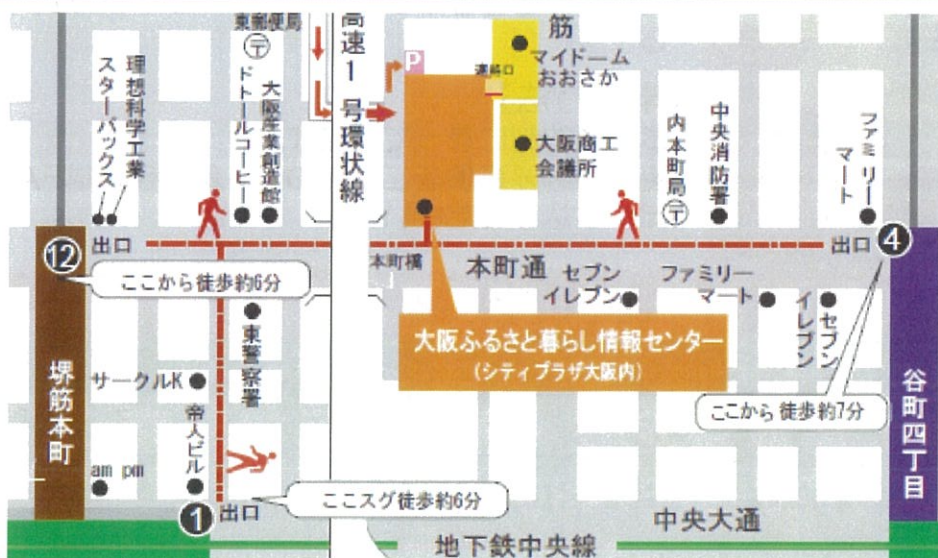 東郵便局
〒
ドトールコーヒー
大阪産業創造館
理想科学工業
スターバックス
高速1号環状線
P
連絡口
筋
マイドーム
おおさか
大阪商工
会議所
内本町局
〒
中央消防署
ファミリー
マート
12
出口
ここから徒歩約6分
本町橋
本町通
セブン
イレブン
ファミリー
マート
セブン
イレブン
出口
4
大阪ふるさと暮らし情報センター
(シティプラザ大阪内)
ここから徒歩約7分
堺筋本町
谷町四丁目
東警察署
サークルK
帝人ビル
am pm
1
出口
ここスグ徒歩約6分
中央大通
地下鉄中央線